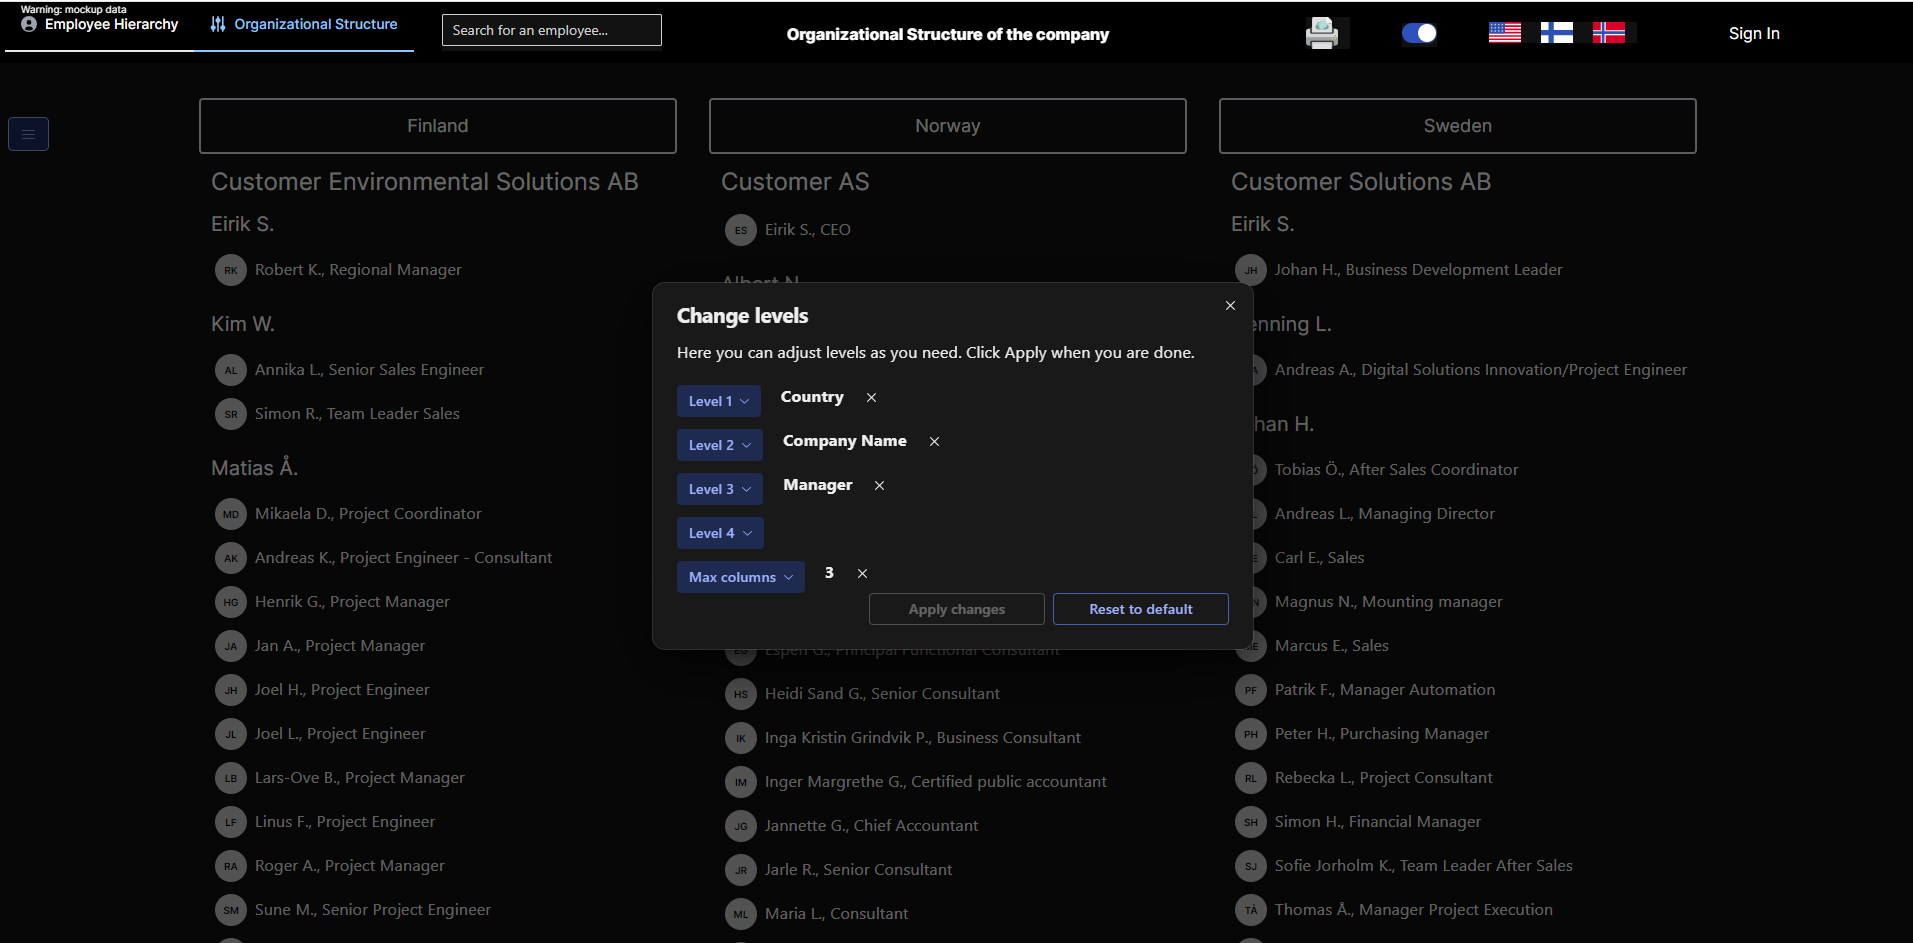 Warning: mockup data
Employee Hierarchy
Organizational Structure
Search for an employee...
Organizational Structure of the company
Sign In
Finland
Customer Environmental Solutions AB
Eirik S.
RK Robert K., Regional Manager
Kim W.
AL Annika L., Senior Sales Engineer
SR Simon R., Team Leader Sales
Matias Å.
MD Mikaela D., Project Coordinator
AK Andreas K., Project Engineer - Consultant
HG Henrik G., Project Manager
JA Jan A., Project Manager
JH Joel H., Project Engineer
JL Joel L., Project Engineer
LB Lars-Ove B., Project Manager
LF Linus F., Project Engineer
RA Roger A., Project Manager
SM Sune M., Senior Project Engineer
Norway
Customer AS
ES Eirik S., CEO
Albert N.
Change levels
Here you can adjust levels as you need. Click Apply when you are done.
Level 1 Country
Level 2 Company Name
Level 3 Manager
Level 4
Max columns 3
Apply changes
Reset to default
EG Espen G., Principal Functional Consultant
HS Heidi Sand G., Senior Consultant
IK Inga Kristin Grindvik P., Business Consultant
IM Inger Margrethe G., Certified public accountant
JG Jannette G., Chief Accountant
JR Jarle R., Senior Consultant
ML Maria L., Consultant
Sweden
Customer Solutions AB
Eirik S.
JH Johan H., Business Development Leader
enning L.
Andreas A., Digital Solutions Innovation/Project Engineer
han H.
Tobias Ö., After Sales Coordinator
Andreas L., Managing Director
Carl E., Sales
Magnus N., Mounting manager
Marcus E., Sales
PF Patrik F., Manager Automation
PH Peter H., Purchasing Manager
RL Rebecka L., Project Consultant
SH Simon H., Financial Manager
SJ Sofie Jorholm K., Team Leader After Sales
TÅ Thomas Å., Manager Project Execution